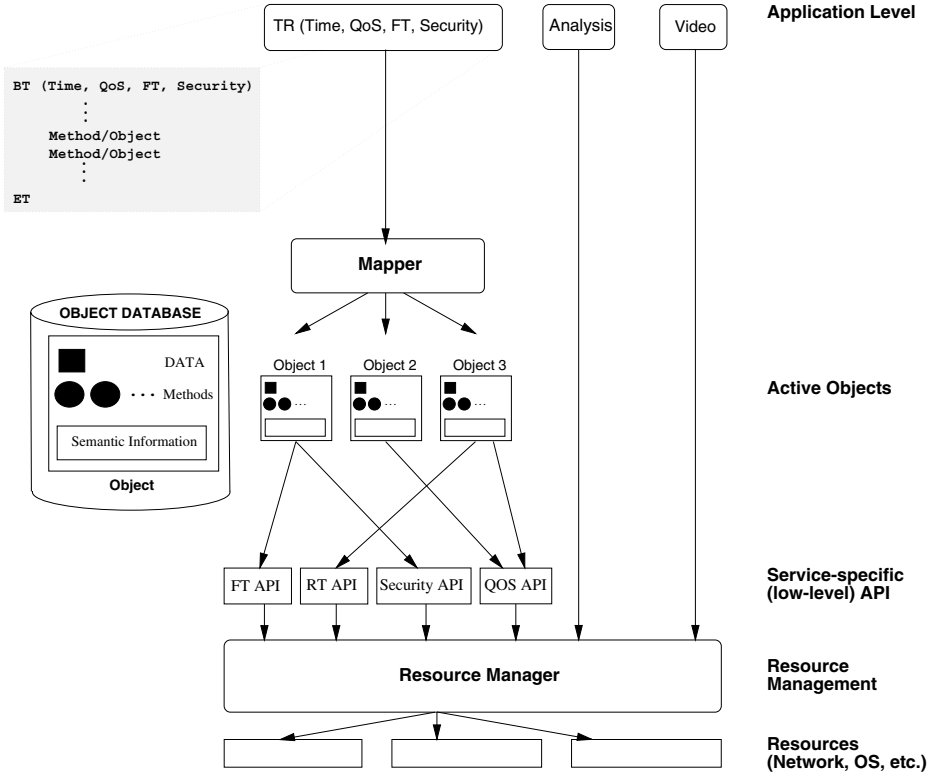 TR (Time, QoS, FT, Security)
Analysis
Video
Application Level
BT (Time, QoS, FT, Security)
Method/Object
Method/Object
ET
Mapper
OBJECT DATABASE
DATA
... Methods
Semantic Information
Object
Object 1
Object 2
Object 3
...
...
...
Active Objects
FT API
RT API
Security API
QOS API
Service-specific
(low-level) API
Resource Manager
Resource
Management
Resources
(Network, OS, etc.)